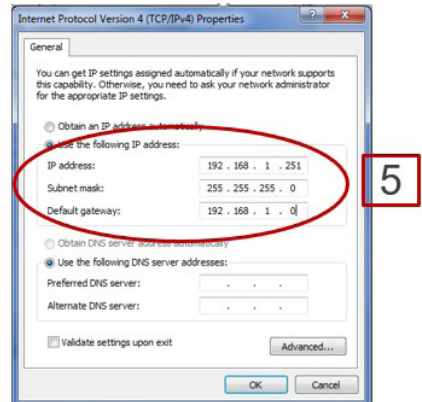 Internet Protocol Version 4 (TCP/IPv4) Properties
General
You can get IP settings assigned automatically if your network supports
this capability. Otherwise, you need to ask your network administrator
for the appropriate IP settings.
Obtain an IP address automatically
Use the following IP address:
IP address: 192 . 168 . 1 . 251
Subnet mask: 255 . 255 . 255 . 0
Default gateway: 192 . 168 . 1 . 0
5
Obtain DNS server address automatically
Use the following DNS server addresses:
Preferred DNS server: . . .
Alternate DNS server: . . .
Validate settings upon exit
Advanced...
OK Cancel